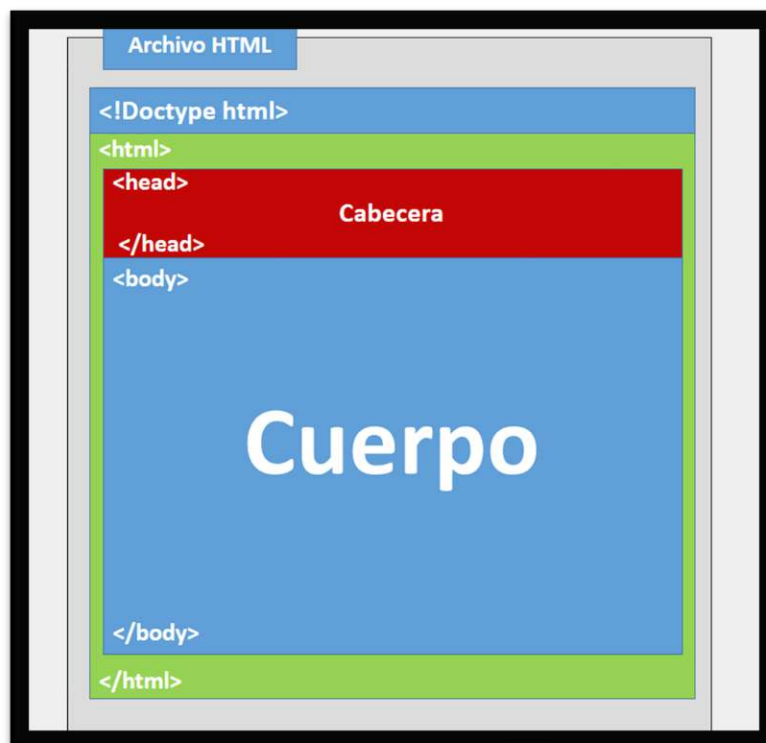 Archivo HTML
<!Doctype html>
<html>
<head>
Cabecera
</head>
<body>
Cuerpo
</body>
</html>